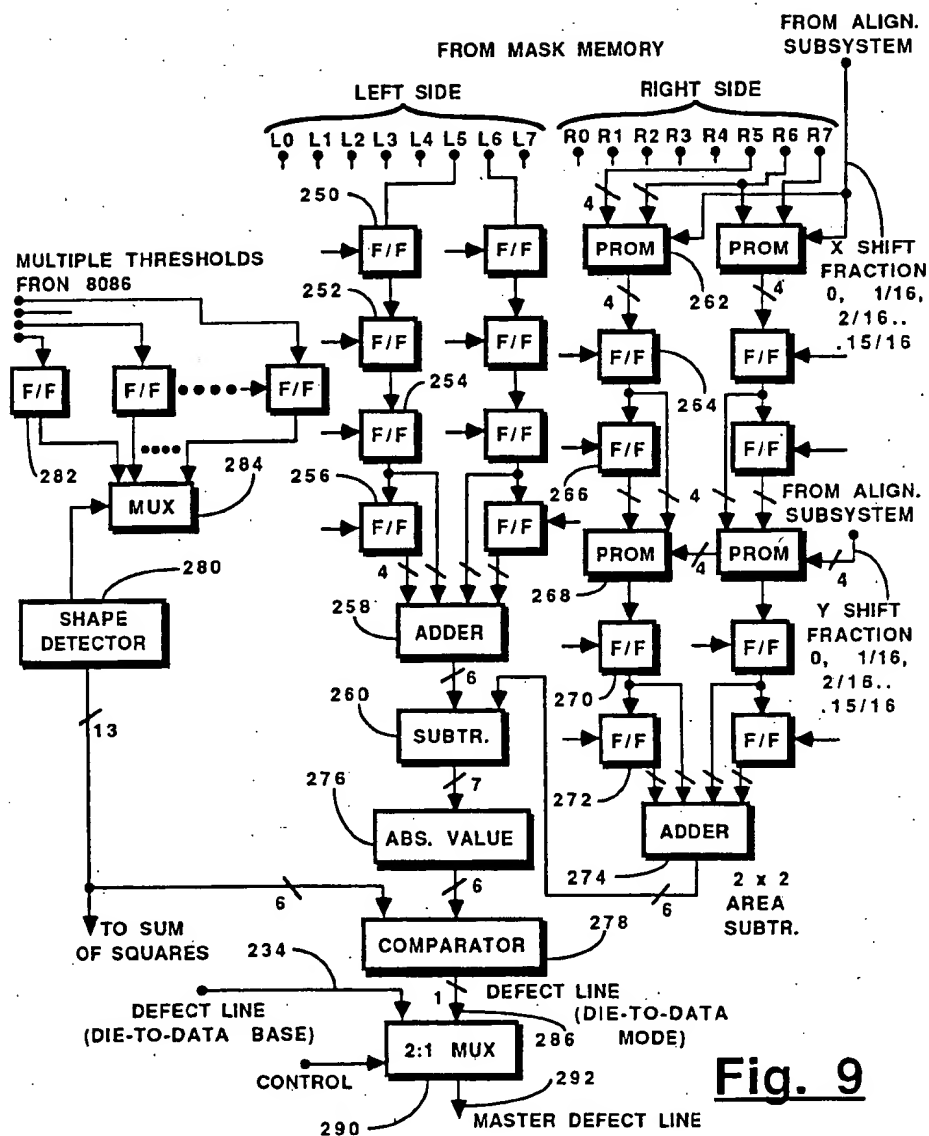 FROM ALIGN.
SUBSYSTEM
FROM MASK MEMORY
LEFT SIDE
RIGHT SIDE
L0 L1 L2 L3 L4 L5 L6 L7
R0 R1 R2 R3 R4 R5 R6 R7
250
4
F/F
F/F
PROM
PROM
X SHIFT
FRACTION
0, 1/16,
2/16..
.15/16
MULTIPLE THRESHOLDS
FRON 8086
252
4
262
4
F/F
F/F
F/F
F/F
F/F
F/F
F/F
254
264
F/F
F/F
F/F
F/F
282
284
256
266
4
FROM ALIGN.
SUBSYSTEM
MUX
F/F
F/F
PROM
PROM
4
4
280
4
268
258
SHAPE
DETECTOR
ADDER
Y SHIFT
FRACTION
0, 1/16,
2/16..
.15/16
F/F
F/F
6
260
270
13
SUBTR.
F/F
F/F
276
7
272
ABS. VALUE
ADDER
274
6
6
6
2 x 2
AREA
SUBTR.
TO SUM
OF SQUARES
COMPARATOR
278
234
1
DEFECT LINE
(DIE-TO-DATA
MODE)
DEFECT LINE
(DIE-TO-DATA BASE)
286
2:1 MUX
CONTROL
292
290
MASTER DEFECT LINE
Fig. 9